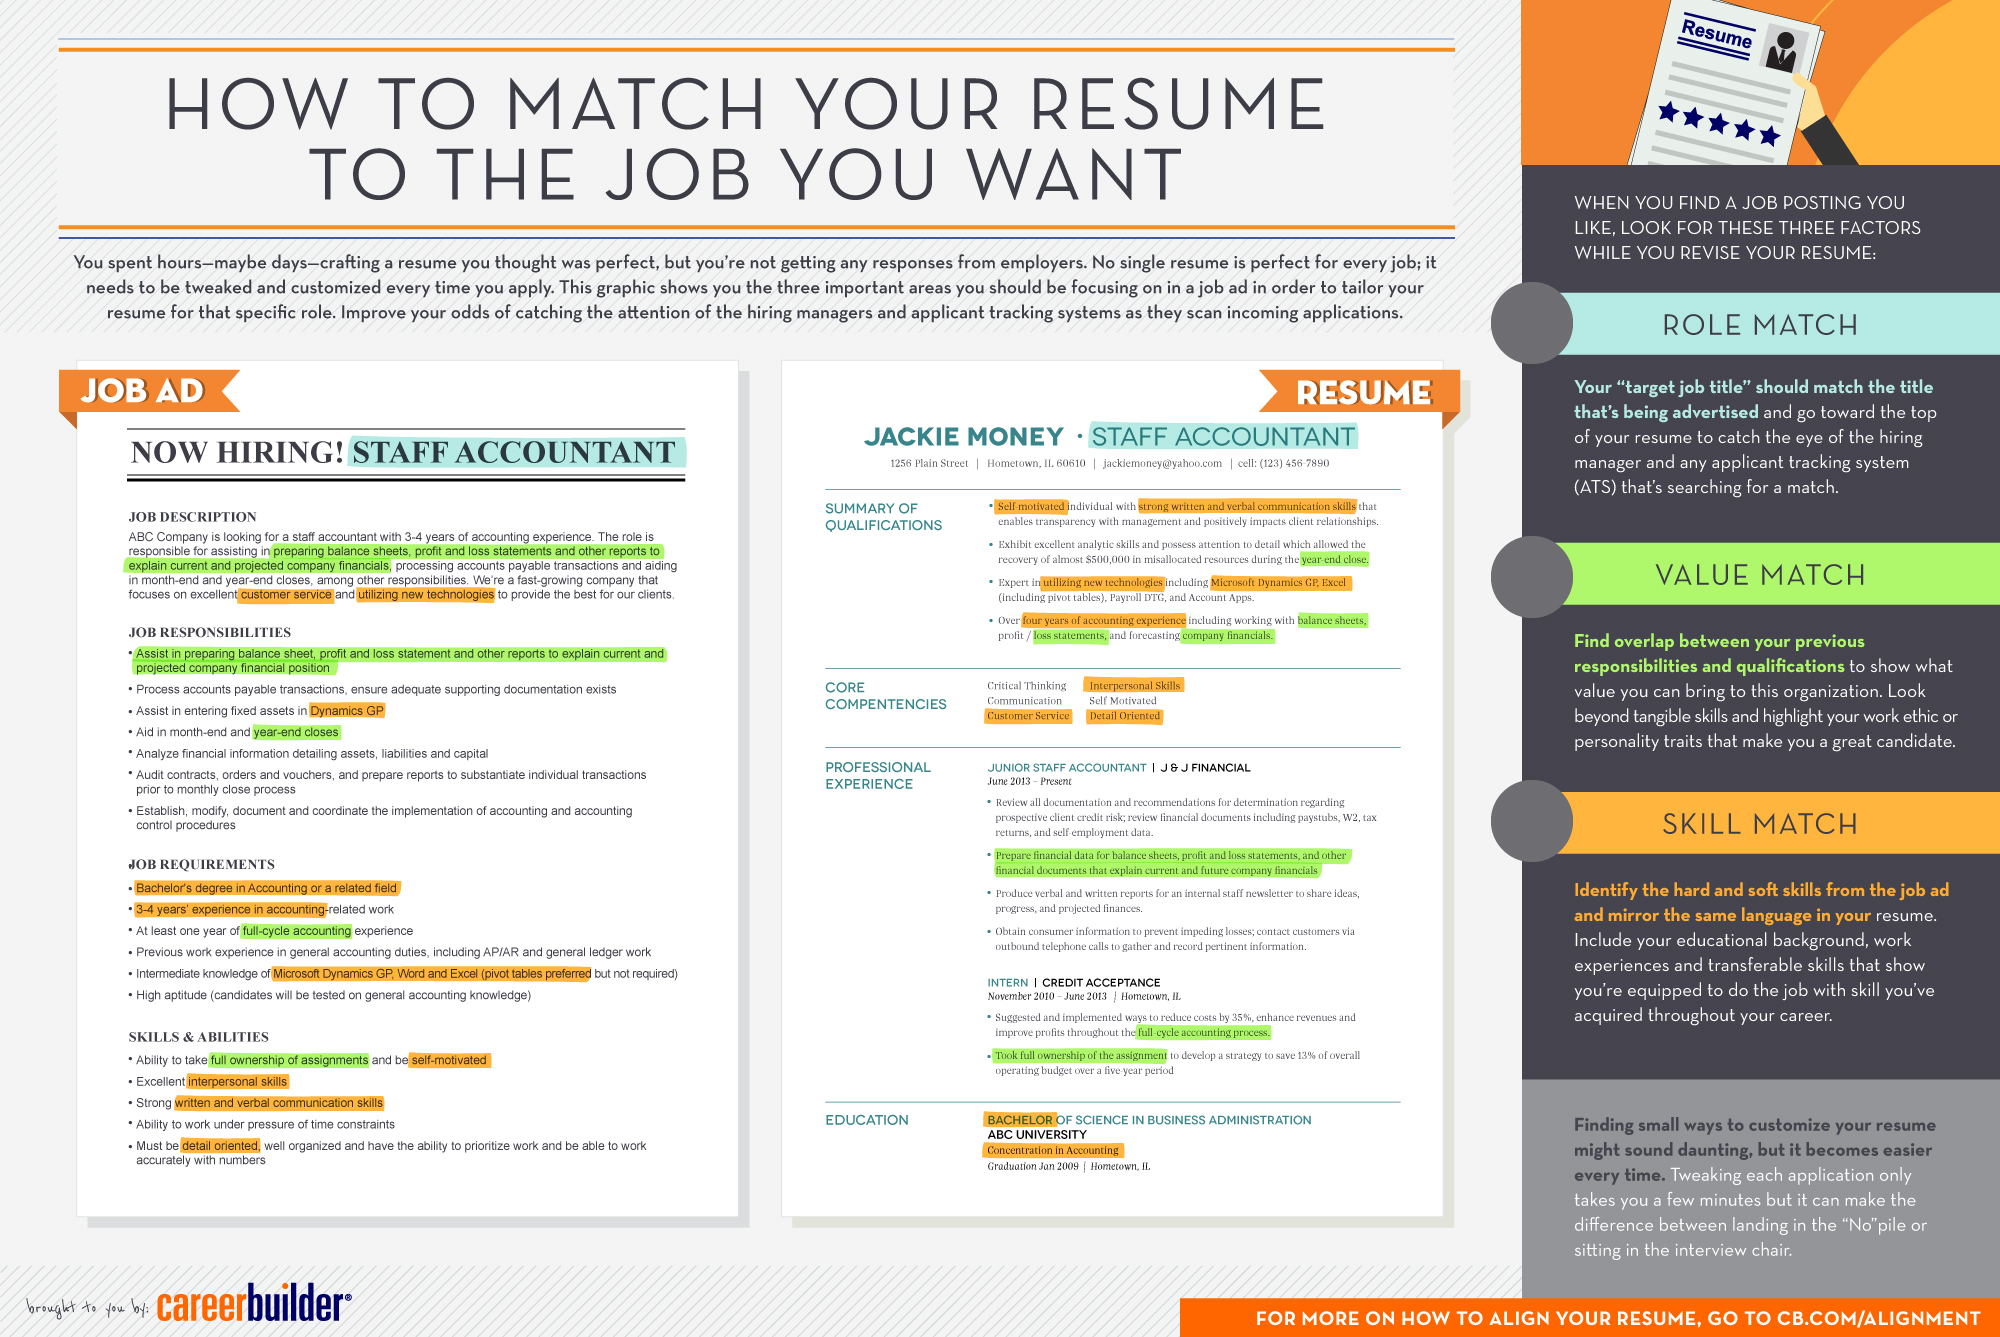 HOW TO MATCH YOUR RESUME
TO THE JOB YOU WANT
You spent hours—maybe days—crafting a resume you thought was perfect, but you're not getting any responses from employers. No single resume is perfect for every job; it
needs to be tweaked and customized every time you apply. This graphic shows you the three important areas you should be focusing on in a job ad in order to tailor your
resume for that specific role. Improve your odds of catching the attention of the hiring managers and applicant tracking systems as they scan incoming applications.
JOB AD
NOW HIRING! STAFF ACCOUNTANT
JOB DESCRIPTION
ABC Company is looking for a staff accountant with 3-4 years of accounting experience. The role is
responsible for assisting in preparing balance sheets, profit and loss statements and other reports to
explain current and projected company financials, processing accounts payable transactions and aiding
in month-end and year-end closes, among other responsibilities. We're a fast-growing company that
focuses on excellent customer service and utilizing new technologies to provide the best for our clients.
JOB RESPONSIBILITIES
• Assist in preparing balance sheet, profit and loss statement and other reports to explain current and
projected company financial position
• Process accounts payable transactions, ensure adequate supporting documentation exists
• Assist in entering fixed assets in Dynamics GP
• Aid in month-end and year-end closes
• Analyze financial information detailing assets, liabilities and capital
• Audit contracts, orders and vouchers, and prepare reports to substantiate individual transactions
prior to monthly close process
• Establish, modify, document and coordinate the implementation of accounting and accounting
control procedures
JOB REQUIREMENTS
• Bachelor's degree in Accounting or a related field
• 3-4 years' experience in accounting-related work
• At least one year of full-cycle accounting experience
• Previous work experience in general accounting duties, including AP/AR and general ledger work
• Intermediate knowledge of Microsoft Dynamics GP, Word and Excel (pivot tables preferred but not required)
• High aptitude (candidates will be tested on general accounting knowledge)
SKILLS & ABILITIES
• Ability to take full ownership of assignments and be self-motivated
• Excellent interpersonal skills
• Strong written and verbal communication skills
• Ability to work under pressure of time constraints
• Must be detail oriented, well organized and have the ability to prioritize work and be able to work
accurately with numbers
RESUME
JACKIE MONEY · STAFF ACCOUNTANT
1256 Plain Street | Hometown, IL 60610 | jackiemoney@yahoo.com | cell: (123) 456-7890
SUMMARY OF
QUALIFICATIONS
• Self-motivated individual with strong written and verbal communication skills that
enables transparency with management and positively impacts client relationships.
• Exhibit excellent analytic skills and possess attention to detail which allowed the
recovery of almost $500,000 in misallocated resources during the year-end close.
• Expert in utilizing new technologies including Microsoft Dynamics GP, Excel
(including pivot tables), Payroll DTG, and Account Apps.
• Over four years of accounting experience including working with balance sheets,
profit / loss statements, and forecasting company financials.
CORE
COMPENTENCIES
Critical Thinking Interpersonal Skills
Communication Self Motivated
Customer Service Detail Oriented
PROFESSIONAL
EXPERIENCE
JUNIOR STAFF ACCOUNTANT | J & J FINANCIAL
June 2013 – Present
• Review all documentation and recommendations for determination regarding
prospective client credit risk; review financial documents including paystubs, W2, tax
returns, and self-employment data.
• Prepare financial data for balance sheets, profit and loss statements, and other
financial documents that explain current and future company financials
• Produce verbal and written reports for an internal staff newsletter to share ideas,
progress, and projected finances.
• Obtain consumer information to prevent impeding losses; contact customers via
outbound telephone calls to gather and record pertinent information.
INTERN | CREDIT ACCEPTANCE
November 2010 – June 2013 | Hometown, IL
• Suggested and implemented ways to reduce costs by 35%, enhance revenues and
improve profits throughout the full-cycle accounting process.
• Took full ownership of the assignment to develop a strategy to save 13% of overall
operating budget over a five-year period
EDUCATION
BACHELOR OF SCIENCE IN BUSINESS ADMINISTRATION
ABC UNIVERSITY
Concentration in Accounting
Graduation Jan 2009 | Hometown, IL
Resume
WHEN YOU FIND A JOB POSTING YOU
LIKE, LOOK FOR THESE THREE FACTORS
WHILE YOU REVISE YOUR RESUME:
ROLE MATCH
Your "target job title" should match the title
that's being advertised and go toward the top
of your resume to catch the eye of the hiring
manager and any applicant tracking system
(ATS) that's searching for a match.
VALUE MATCH
Find overlap between your previous
responsibilities and qualifications to show what
value you can bring to this organization. Look
beyond tangible skills and highlight your work ethic or
personality traits that make you a great candidate.
SKILL MATCH
Identify the hard and soft skills from the job ad
and mirror the same language in your resume.
Include your educational background, work
experiences and transferable skills that show
you're equipped to do the job with skill you've
acquired throughout your career.
Finding small ways to customize your resume
might sound daunting, but it becomes easier
every time. Tweaking each application only
takes you a few minutes but it can make the
difference between landing in the "No"pile or
sitting in the interview chair.
brought to you by: careerbuilder®
FOR MORE ON HOW TO ALIGN YOUR RESUME, GO TO CB.COM/ALIGNMENT